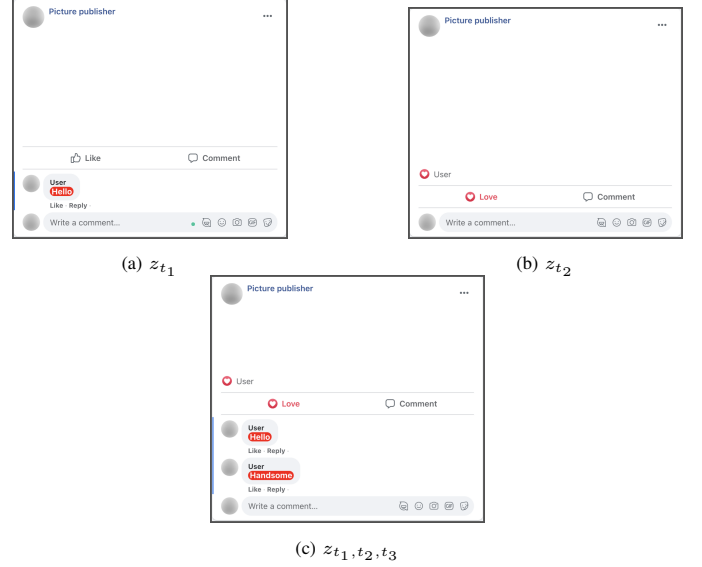 Picture publisher
Like Comment
User
Hello
Like · Reply ·
Write a comment...
(a) z_{t_1}
Picture publisher
User
Love Comment
Write a comment...
(b) z_{t_2}
Picture publisher
User
Love Comment
User
Hello
Like · Reply ·
User
Handsome
Like · Reply ·
Write a comment...
(c) z_{t_1,t_2,t_3}